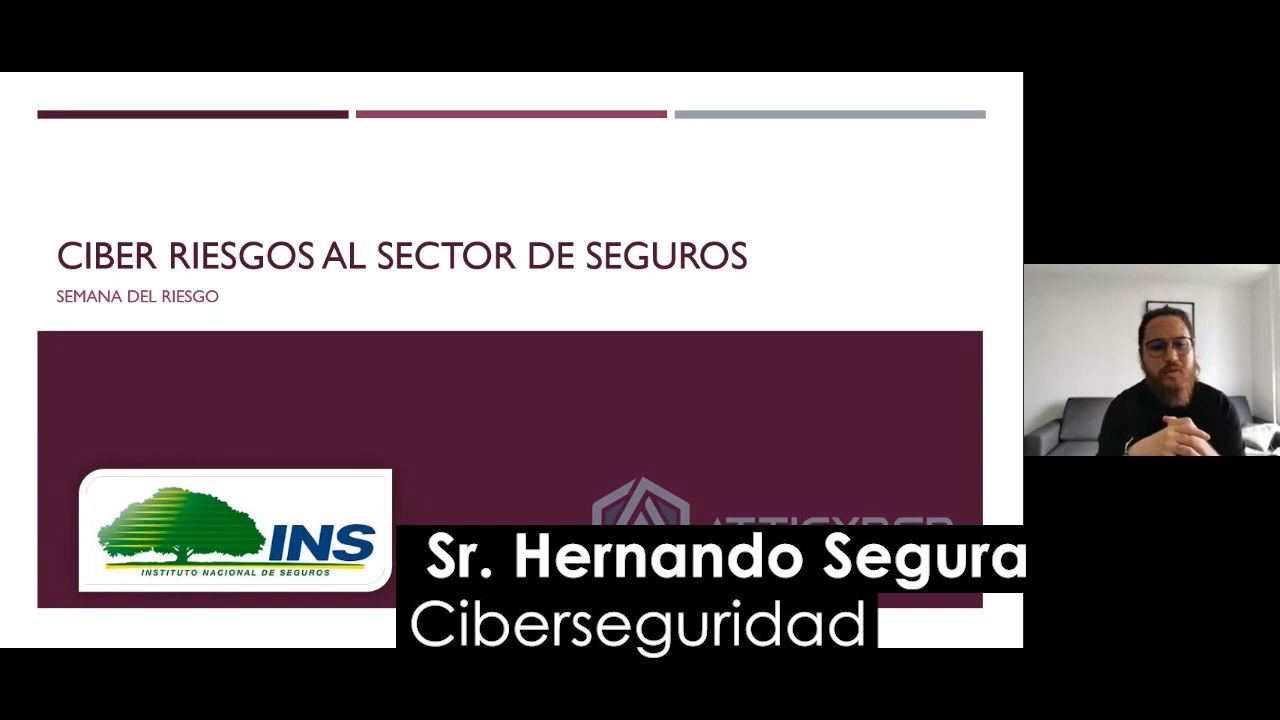 CIBER RIESGOS AL SECTOR DE SEGUROS
SEMANA DEL RIESGO
INS
INSTITUTO NACIONAL DE SEGUROS
Sr. Hernando Segura
Ciberseguridad